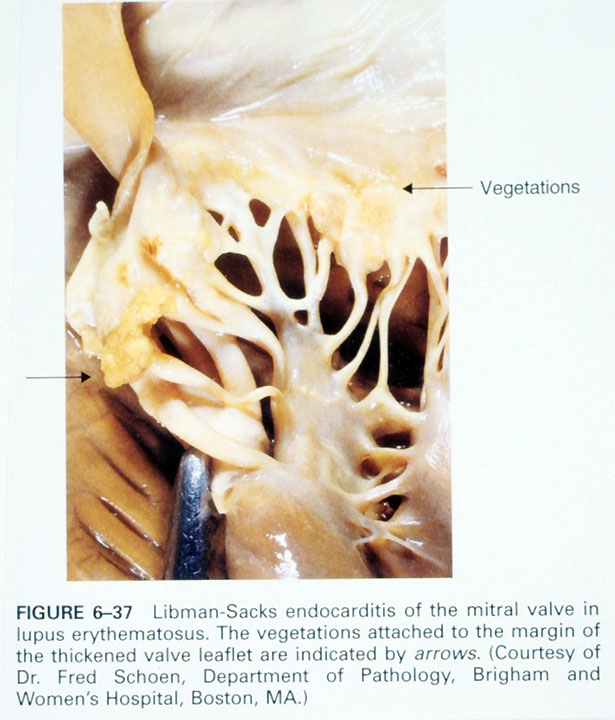 Vegetations
FIGURE 6–37 Libman-Sacks endocarditis of the mitral valve in
lupus erythematosus. The vegetations attached to the margin of
the thickened valve leaflet are indicated by arrows. (Courtesy of
Dr. Fred Schoen, Department of Pathology, Brigham and
Women's Hospital, Boston, MA.)